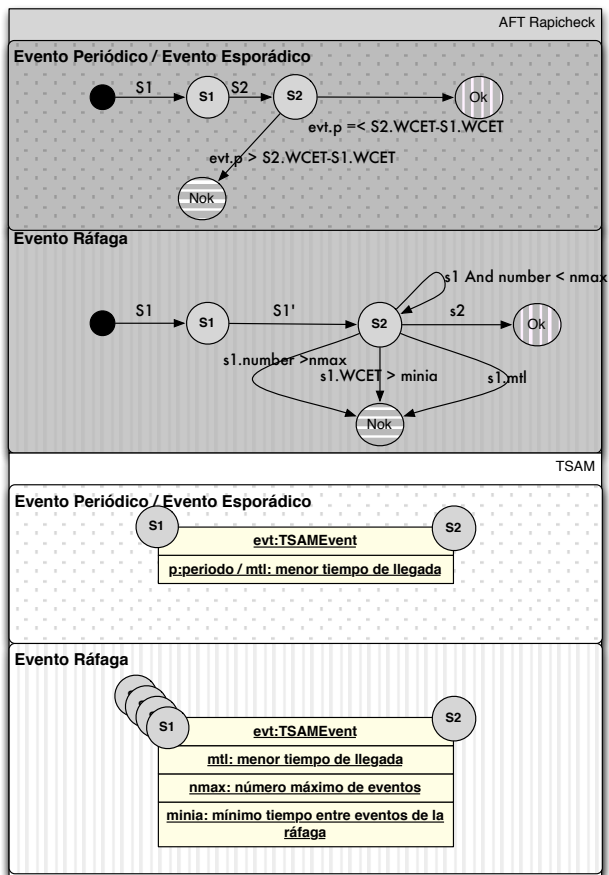 AFT Rapicheck
Evento Periódico / Evento Esporádico
S1
S2
S1
S2
Ok
evt.p =< S2.WCET-S1.WCET
evt.p > S2.WCET-S1.WCET
Nok
Evento Ráfaga
s1 And number < nmax
S1
S1'
s2
S1
S2
Ok
s1.number >nmax
s1.WCET > minia
s1.mtl
Nok
TSAM
Evento Periódico / Evento Esporádico
S1
S2
evt:TSAMEvent
p:periodo / mtl: menor tiempo de llegada
Evento Ráfaga
S1
S2
evt:TSAMEvent
mtl: menor tiempo de llegada
nmax: número máximo de eventos
minia: mínimo tiempo entre eventos de la
ráfaga